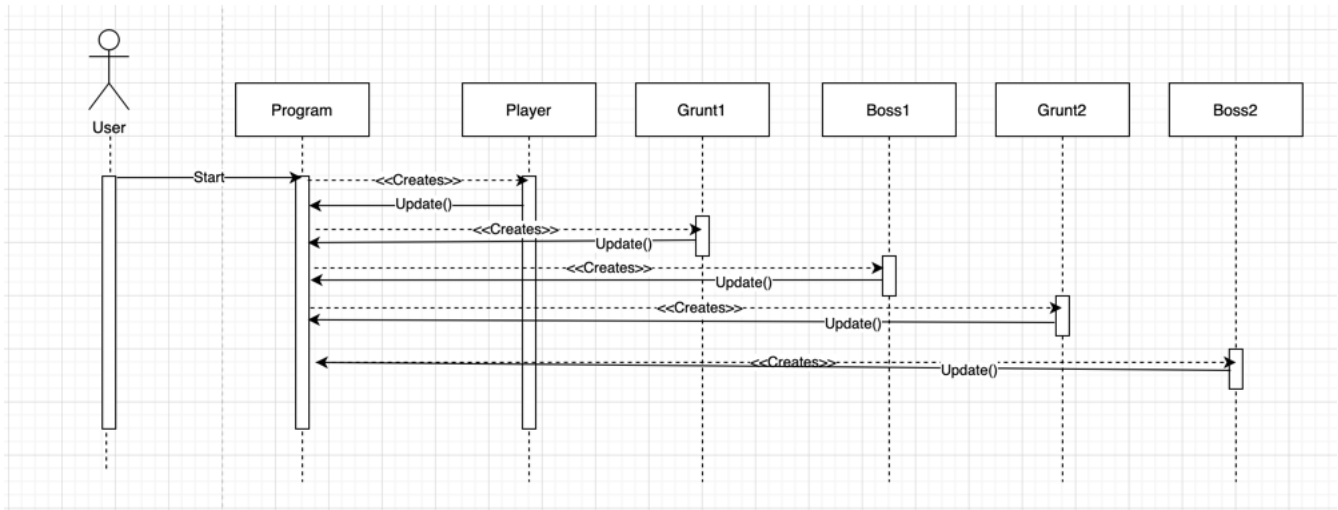 User
Program
Player
Grunt1
Boss1
Grunt2
Boss2
Start
<<Creates>>
Update()
<<Creates>>
Update()
<<Creates>>
Update()
<<Creates>>
Update()
<<Creates>>
Update()